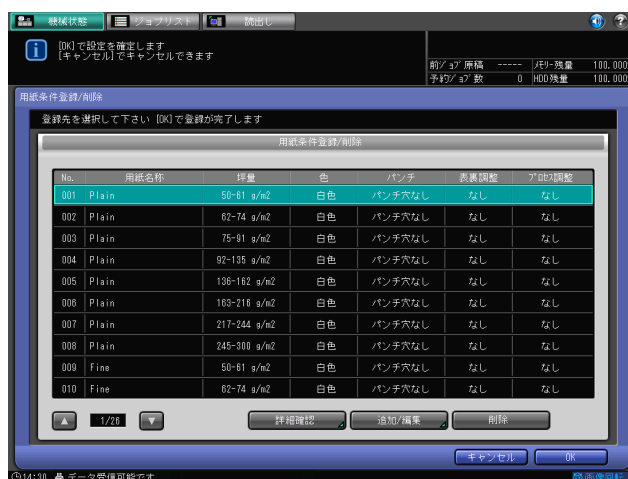 機械状態 ジョブリスト 読出し
[OK]で設定を確定します
[キャンセル]でキャンセルできます
前ジョブ原稿 ----- メモリー残量 100.000
予約ジョブ数 0 HDD残量 100.000
用紙条件登録/削除
登録先を選択して下さい [OK]で登録が完了します
用紙条件登録/削除
No. 用紙名称 坪量 色 パンチ 表裏調整 プロセス調整
001 Plain 50-61 g/m2 白色 パンチ穴なし なし なし
002 Plain 62-74 g/m2 白色 パンチ穴なし なし なし
003 Plain 75-91 g/m2 白色 パンチ穴なし なし なし
004 Plain 92-135 g/m2 白色 パンチ穴なし なし なし
005 Plain 136-162 g/m2 白色 パンチ穴なし なし なし
006 Plain 163-216 g/m2 白色 パンチ穴なし なし なし
007 Plain 217-244 g/m2 白色 パンチ穴なし なし なし
008 Plain 245-300 g/m2 白色 パンチ穴なし なし なし
009 Fine 50-61 g/m2 白色 パンチ穴なし なし なし
010 Fine 62-74 g/m2 白色 パンチ穴なし なし なし
1/26 詳細確認 追加/編集 削除
キャンセル OK
14:30 データ受信可能です 画像回転